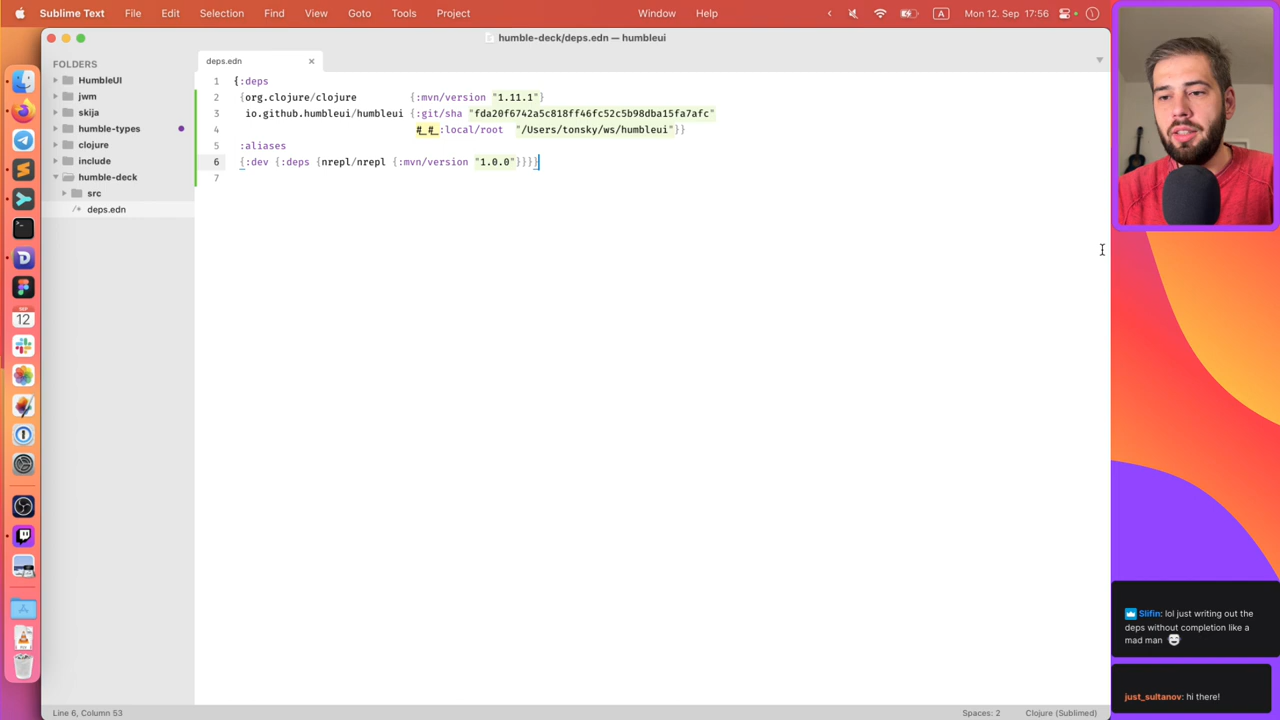 Sublime Text File Edit Selection Find View Goto Tools Project Window Help A Mon 12. Sep 17:56
humble-deck/deps.edn — humbleui
FOLDERS
HumbleUI
jwm
skija
humble-types
clojure
include
humble-deck
src
/* deps.edn
deps.edn
1 {:deps
2 {org.clojure/clojure {:mvn/version "1.11.1"}
3 io.github.humbleui/humbleui {:git/sha "fda20f6742a5c818ff46fc52c5b98dba15fa7afc"
4 #_#_:local/root "/Users/tonsky/ws/humbleui"}}
5 :aliases
6 {:dev {:deps {nrepl/nrepl {:mvn/version "1.0.0"}}}}
7
SEP
12
Slifin: lol just writing out the
deps without completion like a
mad man
just_sultanov: hi there!
Line 6, Column 53 Spaces: 2 Clojure (Sublimed)